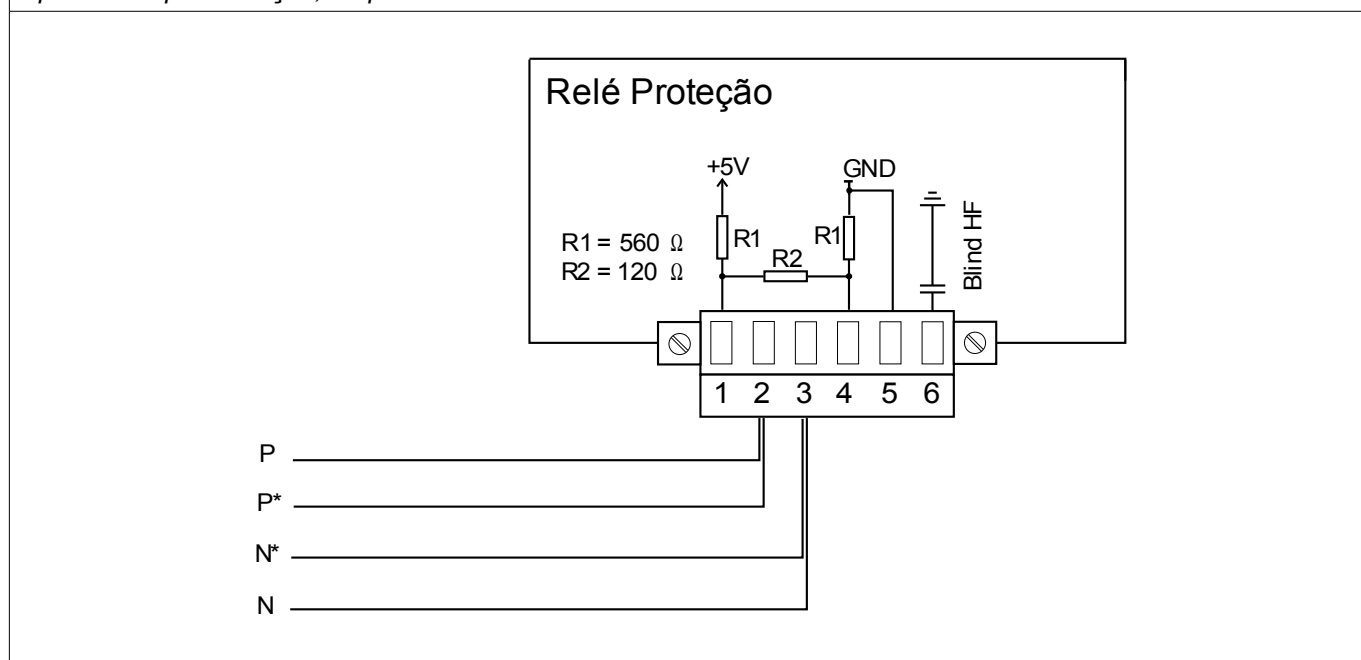 Relé Proteção
+5V GND
R1 = 560 Ω
R2 = 120 Ω
R1 R2 R1
Blind HF
1 2 3 4 5 6
P
P*
N*
N